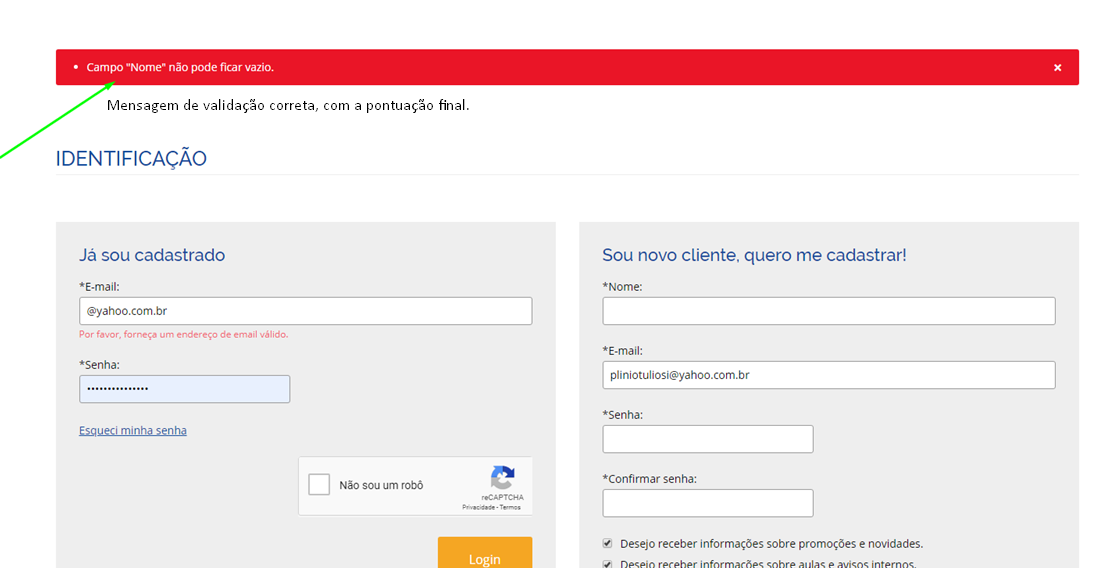 Campo "Nome" não pode ficar vazio.
Mensagem de validação correta, com a pontuação final.
IDENTIFICAÇÃO
Já sou cadastrado
*E-mail:
@yahoo.com.br
Por favor, forneça um endereço de email válido.
*Senha:
Esqueci minha senha
Não sou um robô
reCAPTCHA
Privacidade - Termos
Login
Sou novo cliente, quero me cadastrar!
*Nome:
*E-mail:
pliniotuliosi@yahoo.com.br
*Senha:
*Confirmar senha:
Desejo receber informações sobre promoções e novidades.
Desejo receber informações sobre aulas e avisos internos.